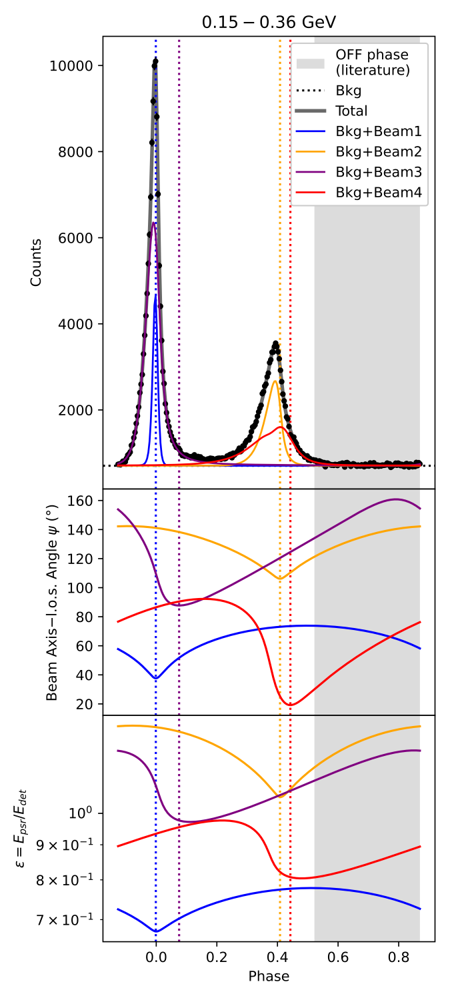 0.15 − 0.36 GeV
OFF phase
(literature)
Bkg
Total
Bkg+Beam1
Bkg+Beam2
Bkg+Beam3
Bkg+Beam4
10000
8000
6000
4000
2000
Counts
160
140
120
100
80
60
40
20
Beam Axis−l.o.s. Angle ψ (°)
10⁰
9 × 10⁻¹
8 × 10⁻¹
7 × 10⁻¹
ε = E_psr/E_det
0.0 0.2 0.4 0.6 0.8
Phase